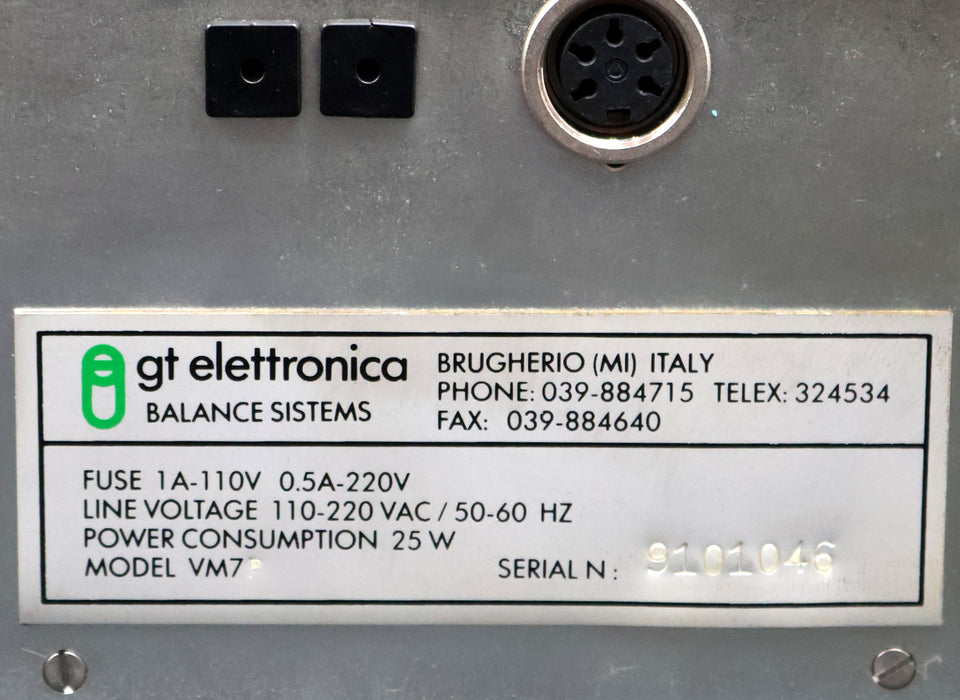 gt elettronica
BALANCE SISTEMS
BRUGHERIO (MI) ITALY
PHONE: 039-884715 TELEX: 324534
FAX: 039-884640
FUSE 1A-110V 0.5A-220V
LINE VOLTAGE 110-220 VAC / 50-60 HZ
POWER CONSUMPTION 25 W
MODEL VM7P
SERIAL N : 9101046